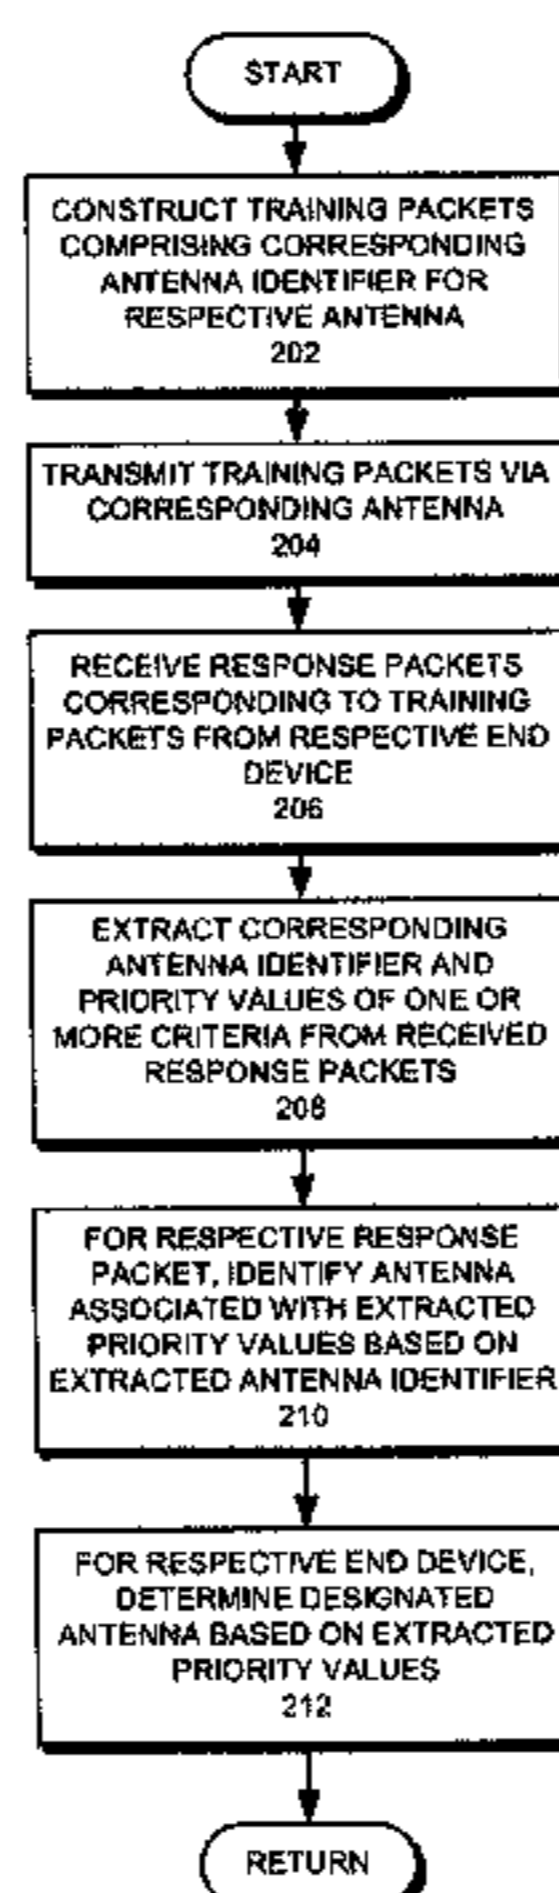 START
CONSTRUCT TRAINING PACKETS
COMPRISING CORRESPONDING
ANTENNA IDENTIFIER FOR
RESPECTIVE ANTENNA
202
TRANSMIT TRAINING PACKETS VIA
CORRESPONDING ANTENNA
204
RECEIVE RESPONSE PACKETS
CORRESPONDING TO TRAINING
PACKETS FROM RESPECTIVE END
DEVICE
206
EXTRACT CORRESPONDING
ANTENNA IDENTIFIER AND
PRIORITY VALUES OF ONE OR
MORE CRITERIA FROM RECEIVED
RESPONSE PACKETS
208
FOR RESPECTIVE RESPONSE
PACKET, IDENTIFY ANTENNA
ASSOCIATED WITH EXTRACTED
PRIORITY VALUES BASED ON
EXTRACTED ANTENNA IDENTIFIER
210
FOR RESPECTIVE END DEVICE,
DETERMINE DESIGNATED
ANTENNA BASED ON EXTRACTED
PRIORITY VALUES
212
RETURN